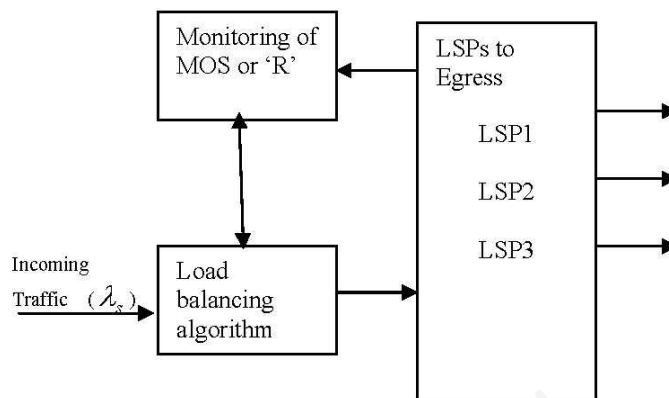 Monitoring of
MOS or ‘R’
LSPs to
Egress
LSP1
LSP2
LSP3
Incoming
Traffic (λₛ)
Load
balancing
algorithm